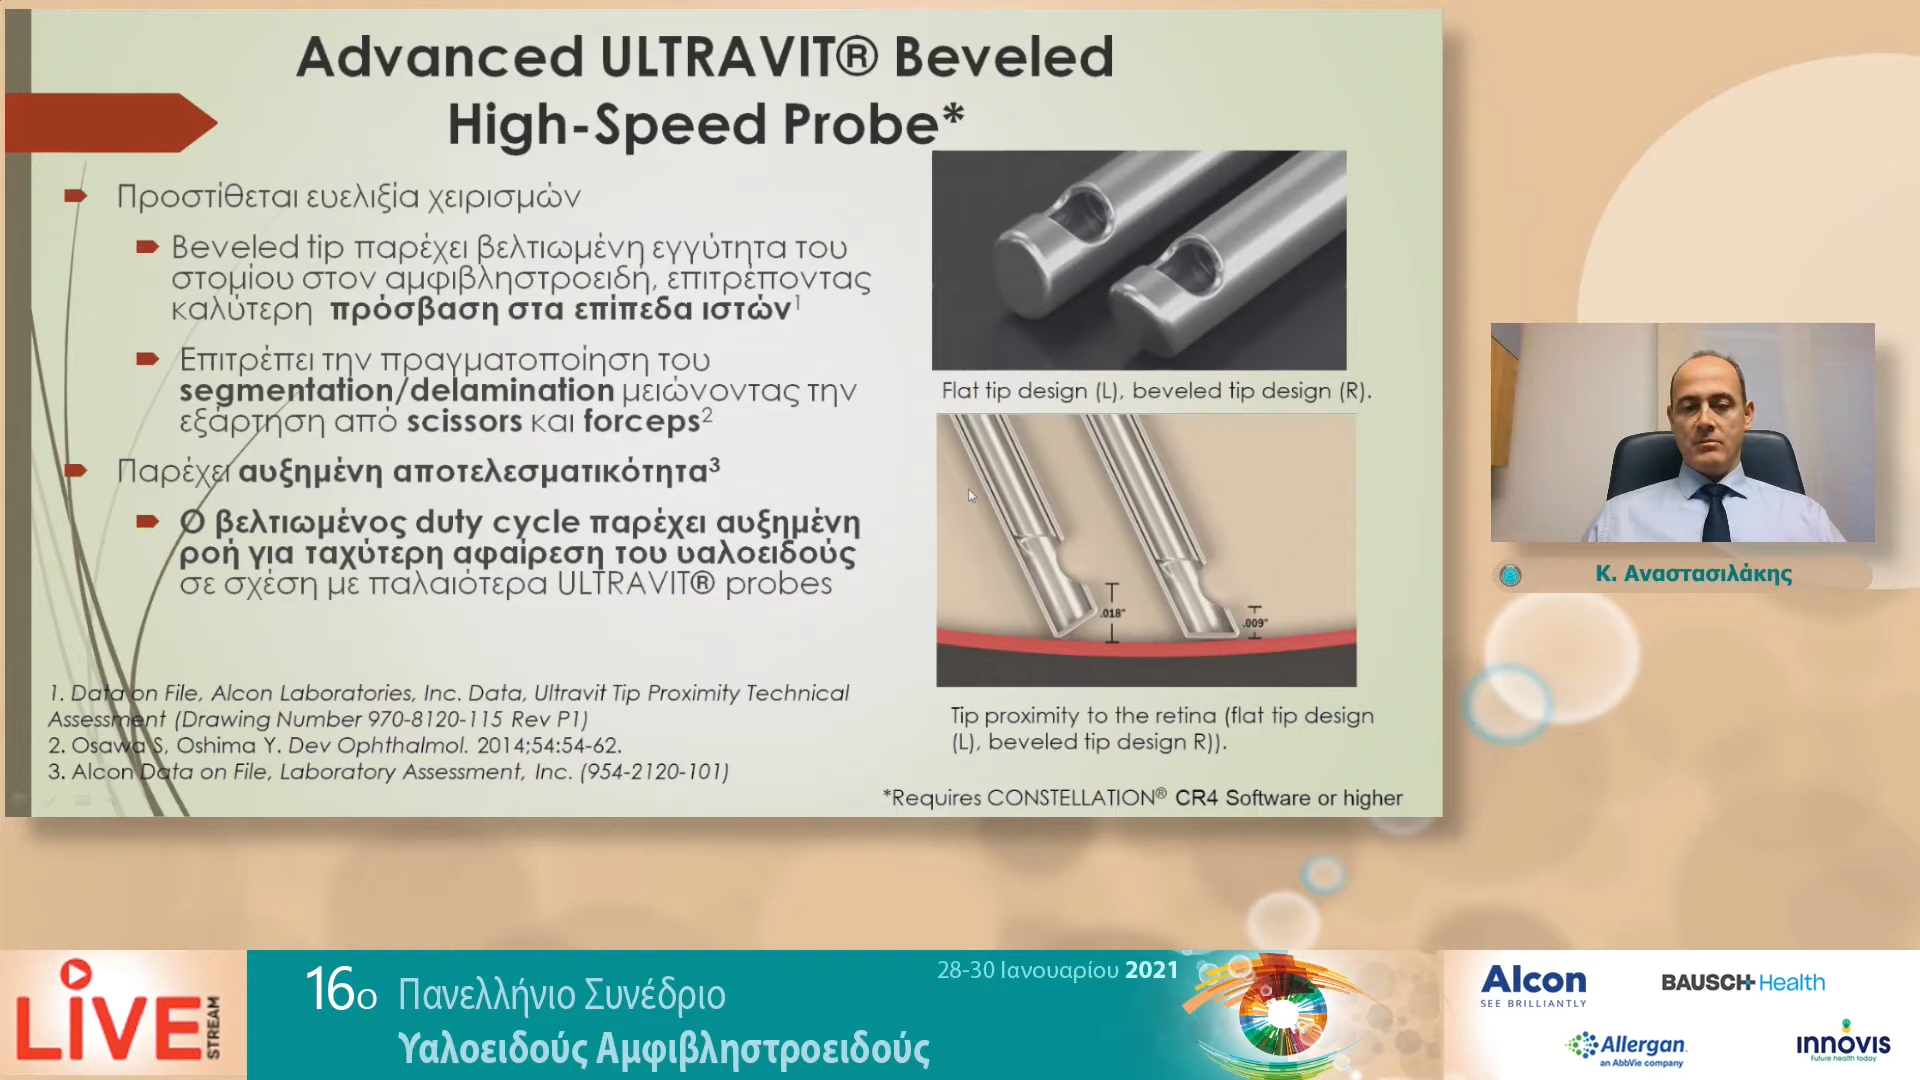 Advanced ULTRAVIT® Beveled
High-Speed Probe*
Προστίθεται ευελιξία χειρισμών
Beveled tip παρέχει βελτιωμένη εγγύτητα του
στομίου στον αμφιβληστροειδή, επιτρέποντας
καλύτερη πρόσβαση στα επίπεδα ιστών1
Επιτρέπει την πραγματοποίηση του
segmentation/delamination μειώνοντας την
εξάρτηση από scissors και forceps2
Παρέχει αυξημένη αποτελεσματικότητα3
Ο βελτιωμένος duty cycle παρέχει αυξημένη
ροή για ταχύτερη αφαίρεση του υαλοειδούς
σε σχέση με παλαιότερα ULTRAVIT® probes
1. Data on File, Alcon Laboratories, Inc. Data, Ultravit Tip Proximity Technical
Assessment (Drawing Number 970-8120-115 Rev P1)
2. Osawa S, Oshima Y. Dev Ophthalmol. 2014;54:54-62.
3. Alcon Data on File, Laboratory Assessment, Inc. (954-2120-101)
Flat tip design (L), beveled tip design (R).
.018"
.009"
Tip proximity to the retina (flat tip design
(L), beveled tip design R)).
*Requires CONSTELLATION® CR4 Software or higher
Κ. Αναστασιλάκης
LIVE
STREAM
16ο Πανελλήνιο Συνέδριο
Υαλοειδούς Αμφιβληστροειδούς
28-30 Ιανουαρίου 2021
Alcon
SEE BRILLIANTLY
BAUSCH+Health
Allergan
an AbbVie company
innovis
Future health today